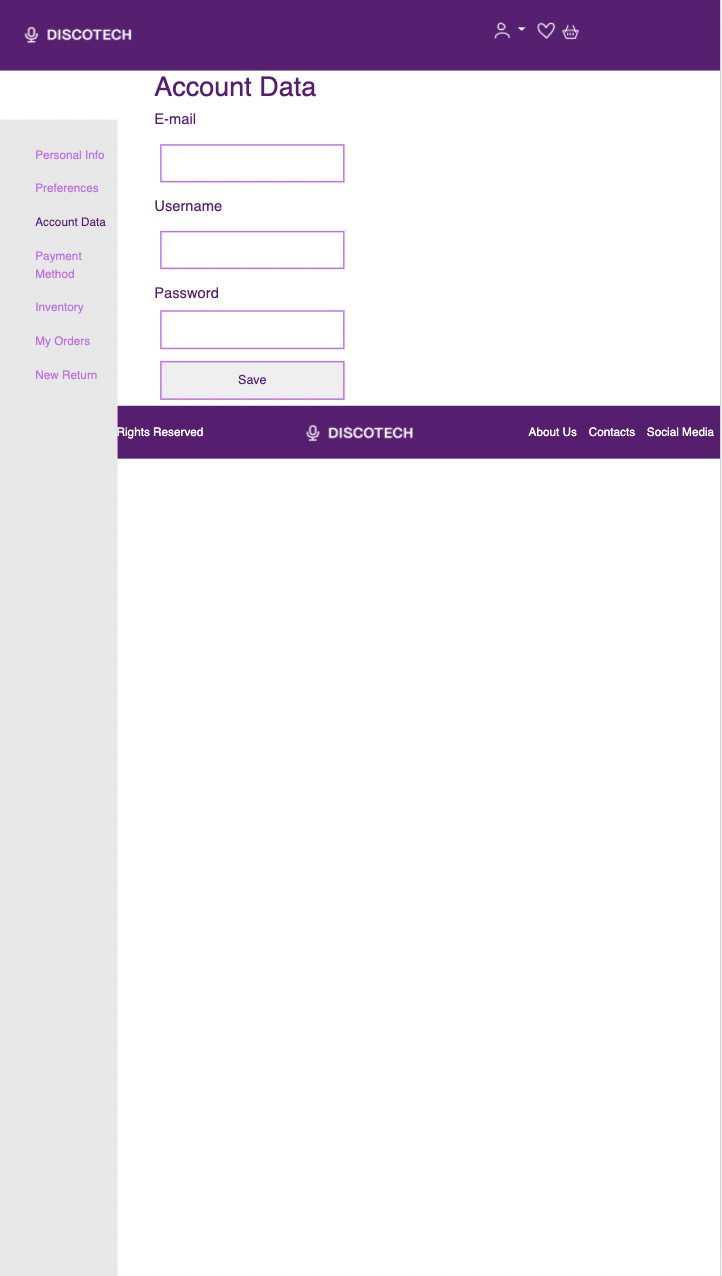 DISCOTECH
Account Data
E-mail
Username
Password
Save
Personal Info
Preferences
Account Data
Payment
Method
Inventory
My Orders
New Return
Rights Reserved
DISCOTECH
About Us Contacts Social Media